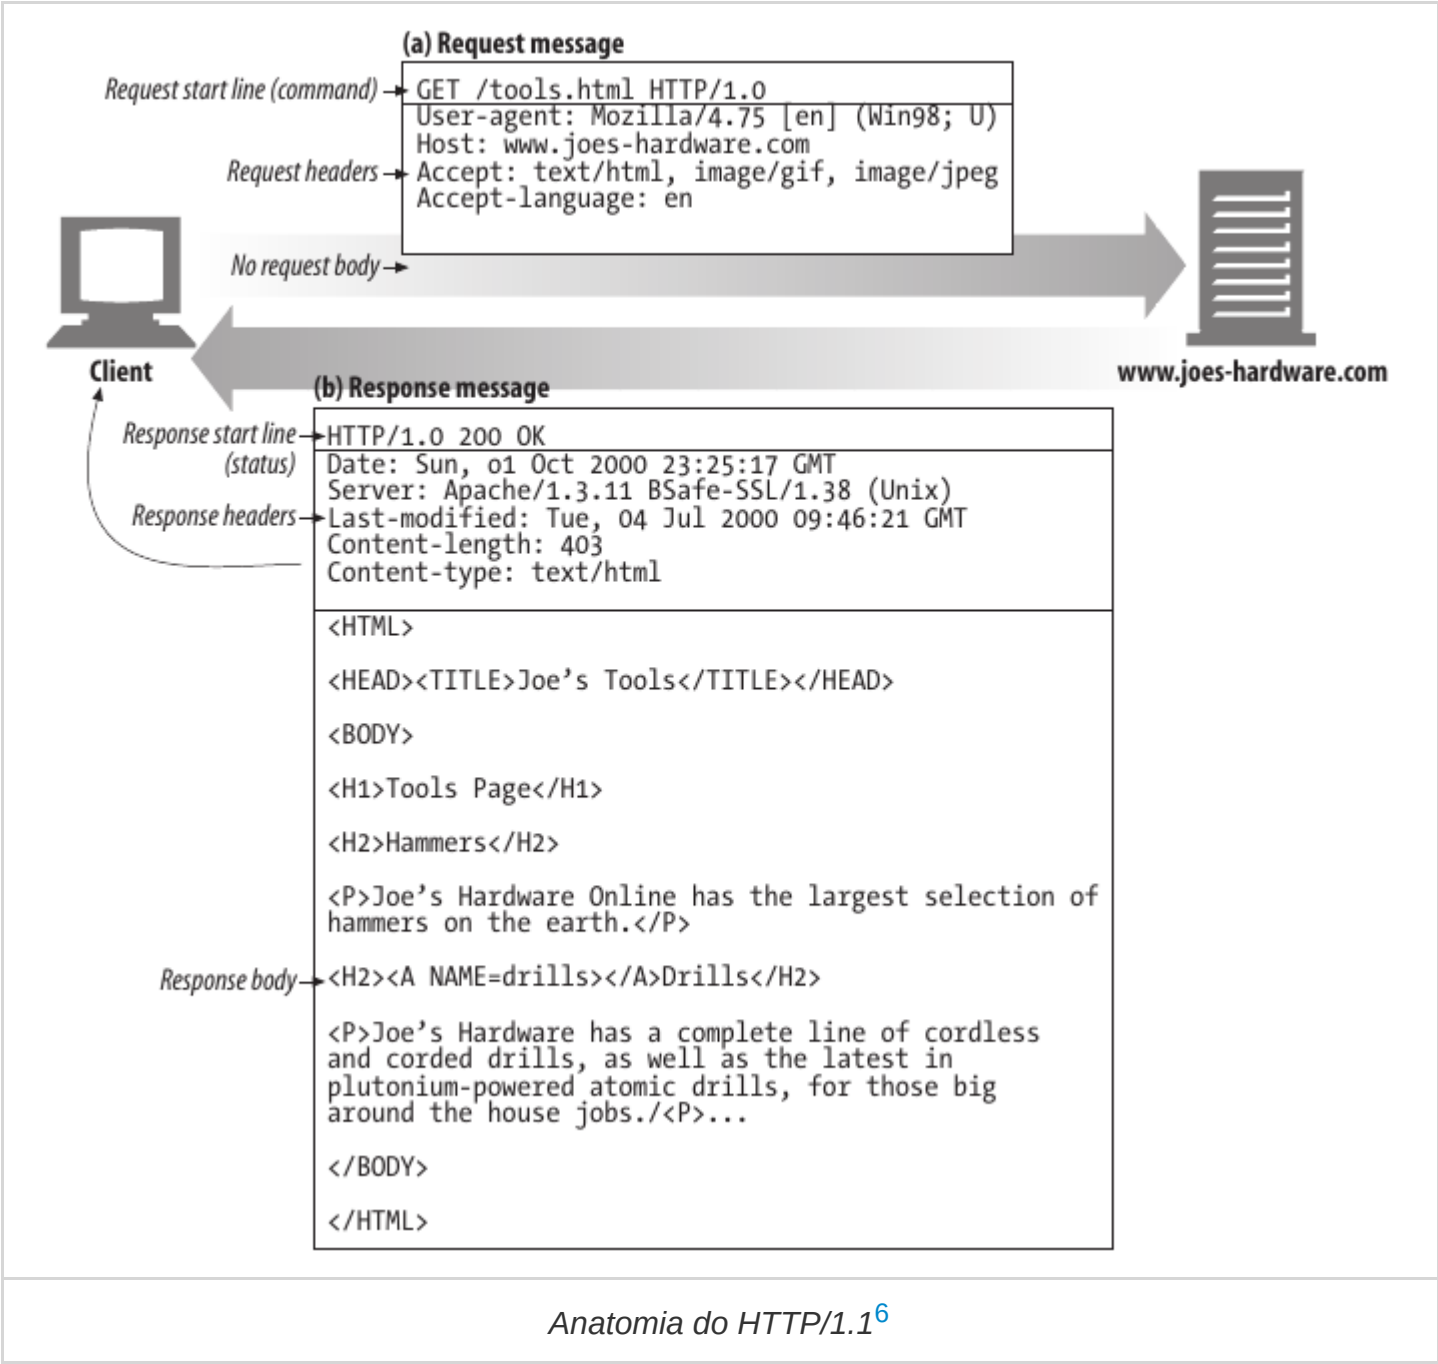 (a) Request message
Request start line (command)
GET /tools.html HTTP/1.0
User-agent: Mozilla/4.75 [en] (Win98; U)
Host: www.joes-hardware.com
Request headers
Accept: text/html, image/gif, image/jpeg
Accept-language: en
No request body
Client
www.joes-hardware.com
(b) Response message
Response start line
(status)
HTTP/1.0 200 OK
Date: Sun, 01 Oct 2000 23:25:17 GMT
Server: Apache/1.3.11 BSafe-SSL/1.38 (Unix)
Response headers
Last-modified: Tue, 04 Jul 2000 09:46:21 GMT
Content-length: 403
Content-type: text/html
<HTML>
<HEAD><TITLE>Joe's Tools</TITLE></HEAD>
<BODY>
<H1>Tools Page</H1>
<H2>Hammers</H2>
<P>Joe's Hardware Online has the largest selection of
hammers on the earth.</P>
Response body
<H2><A NAME=drills></A>Drills</H2>
<P>Joe's Hardware has a complete line of cordless
and corded drills, as well as the latest in
plutonium-powered atomic drills, for those big
around the house jobs./<P>...
</BODY>
</HTML>
Anatomia do HTTP/1.1⁶